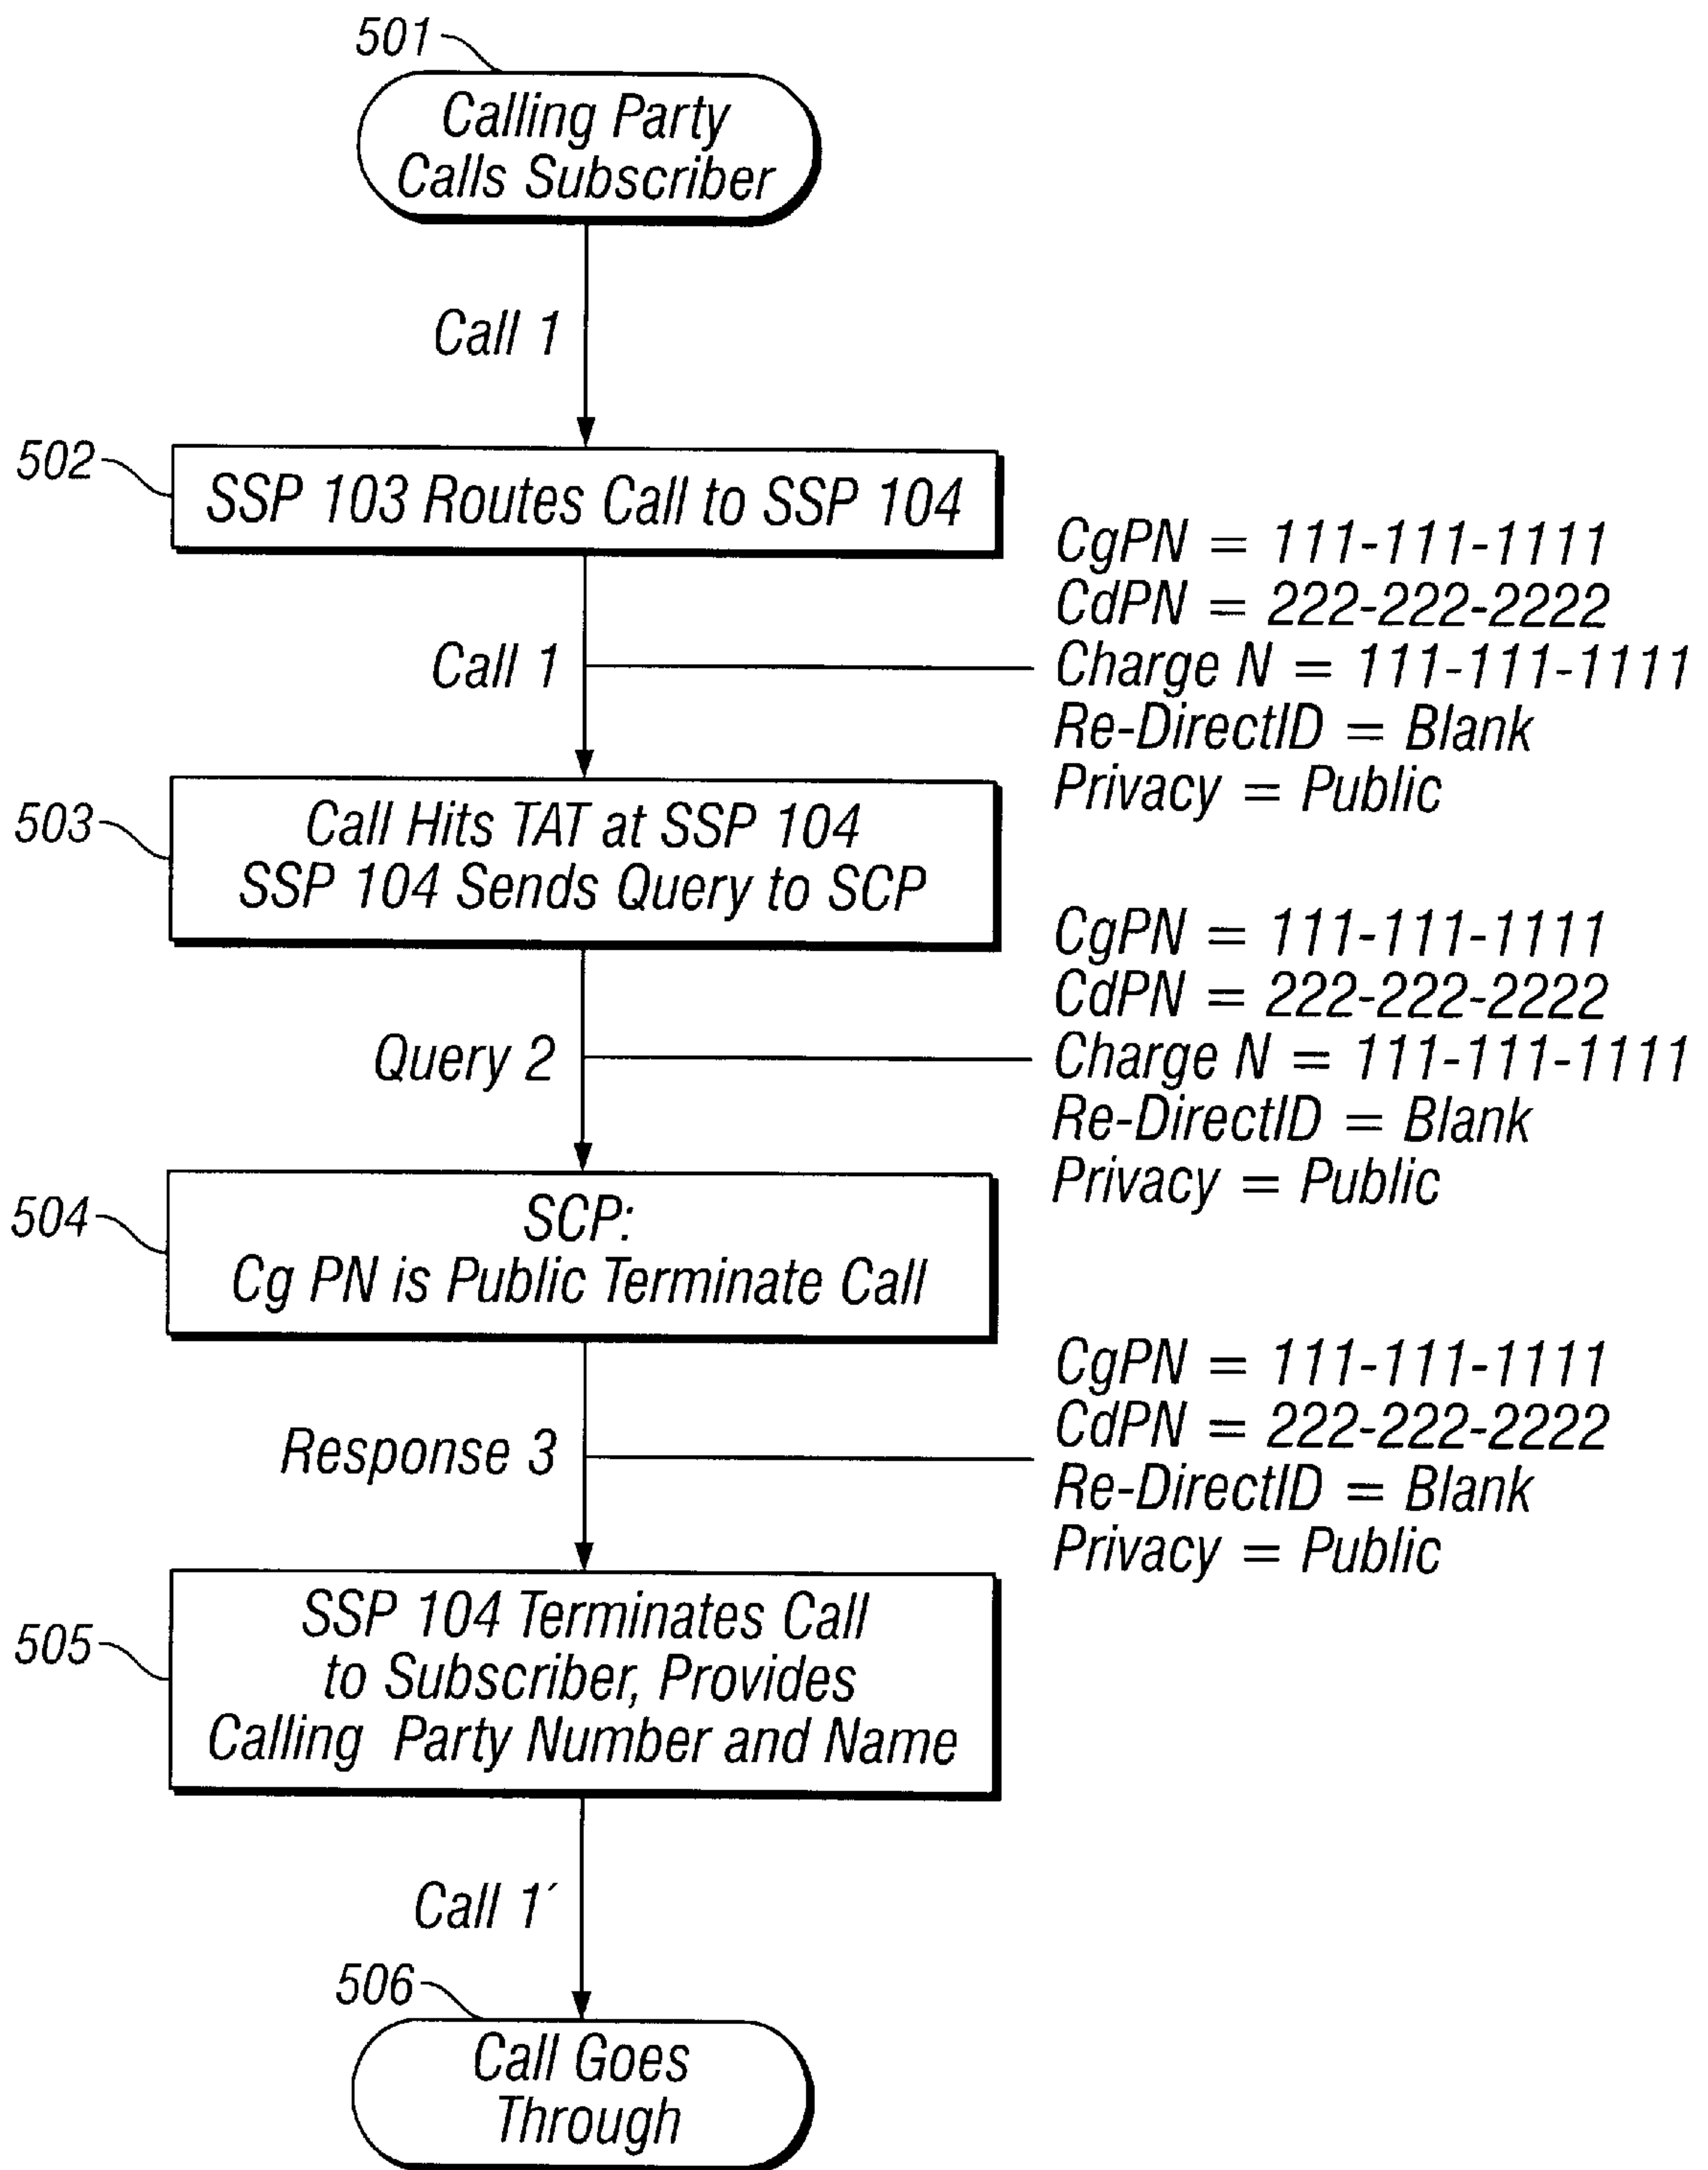 501
Calling Party
Calls Subscriber
Call 1
502
SSP 103 Routes Call to SSP 104
CgPN = 111-111-1111
CdPN = 222-222-2222
Charge N = 111-111-1111
Re-DirectID = Blank
Privacy = Public
Call 1
503
Call Hits TAT at SSP 104
SSP 104 Sends Query to SCP
CgPN = 111-111-1111
CdPN = 222-222-2222
Charge N = 111-111-1111
Re-DirectID = Blank
Privacy = Public
Query 2
504
SCP:
Cg PN is Public Terminate Call
CgPN = 111-111-1111
CdPN = 222-222-2222
Re-DirectID = Blank
Privacy = Public
Response 3
505
SSP 104 Terminates Call
to Subscriber, Provides
Calling Party Number and Name
Call 1´
506
Call Goes
Through